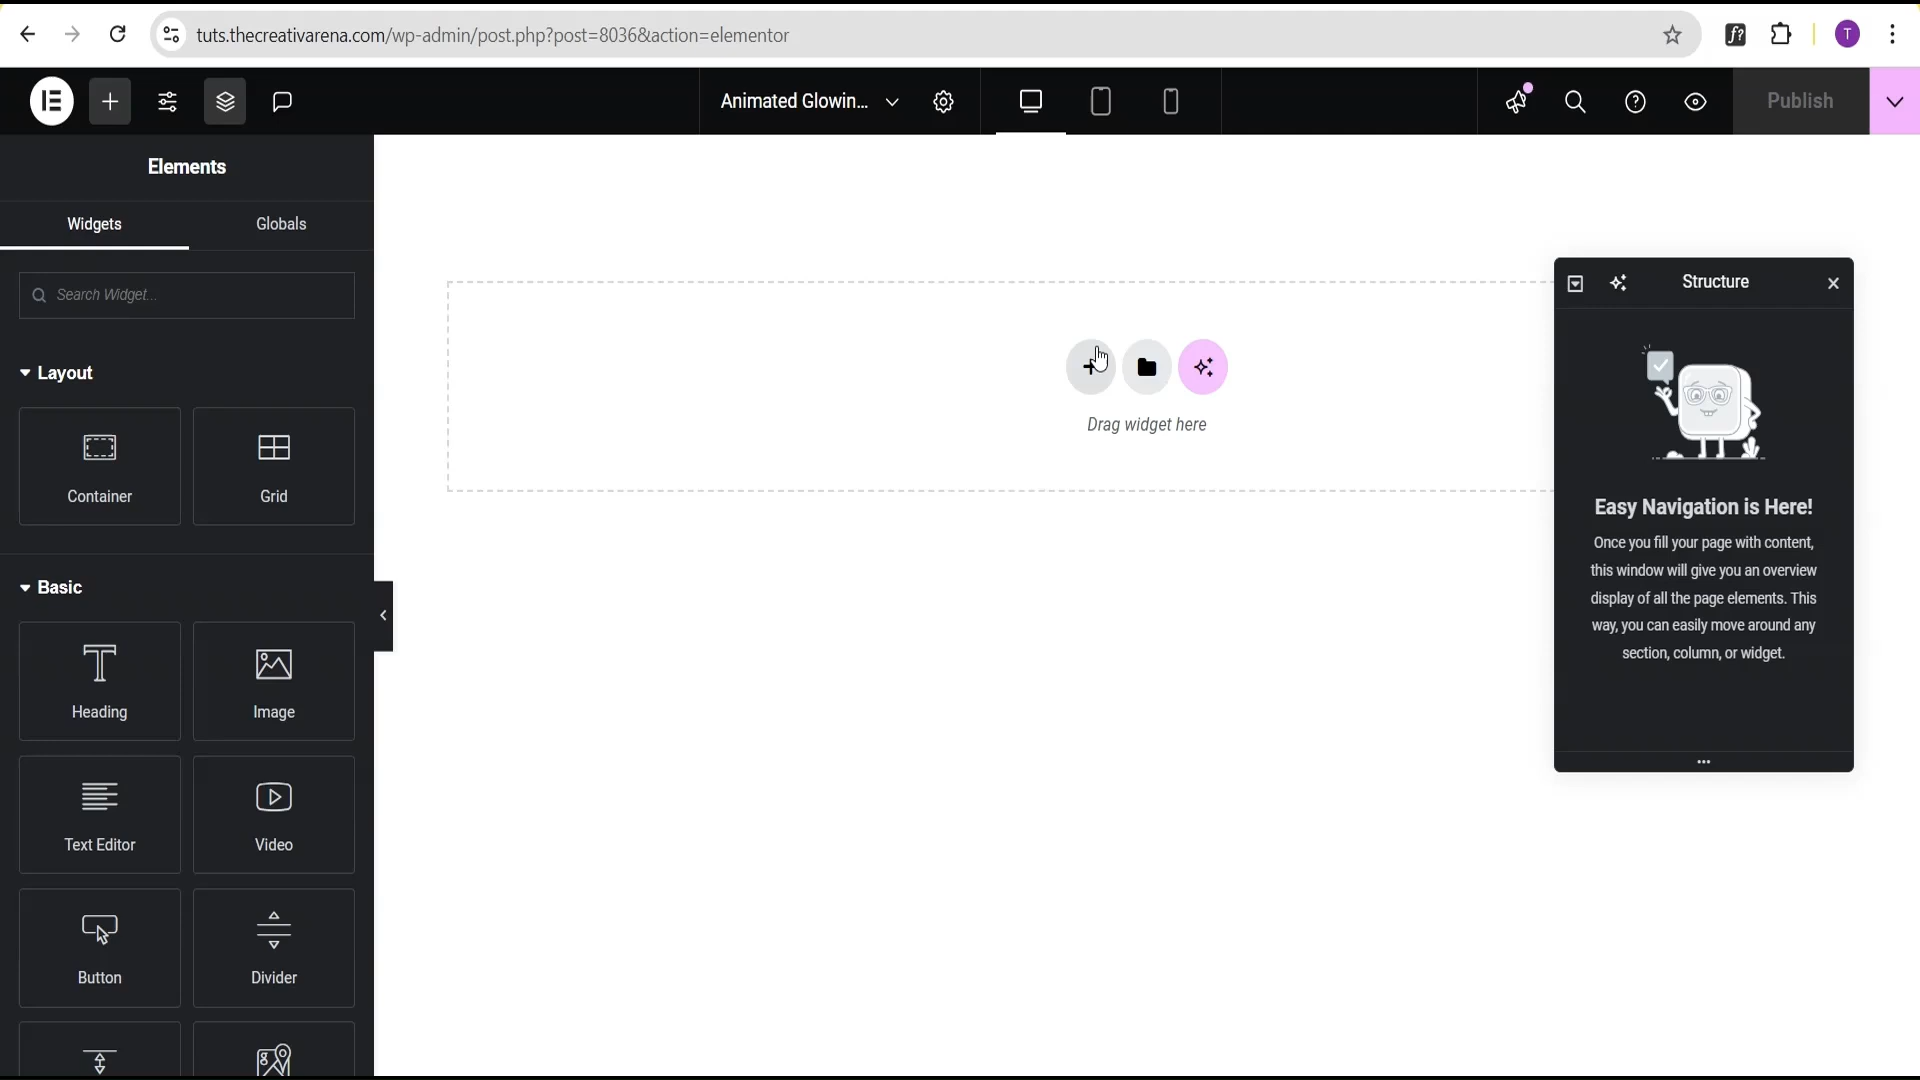 tuts.thecreativarena.com/wp-admin/post.php?post=8036&action=elementor
f?
T
Animated Glowin...
Publish
Elements
Widgets
Globals
Search Widget...
Layout
Container
Grid
Basic
Heading
Image
Text Editor
Video
Button
Divider
Drag widget here
Structure
Easy Navigation is Here!
Once you fill your page with content,
this window will give you an overview
display of all the page elements. This
way, you can easily move around any
section, column, or widget.